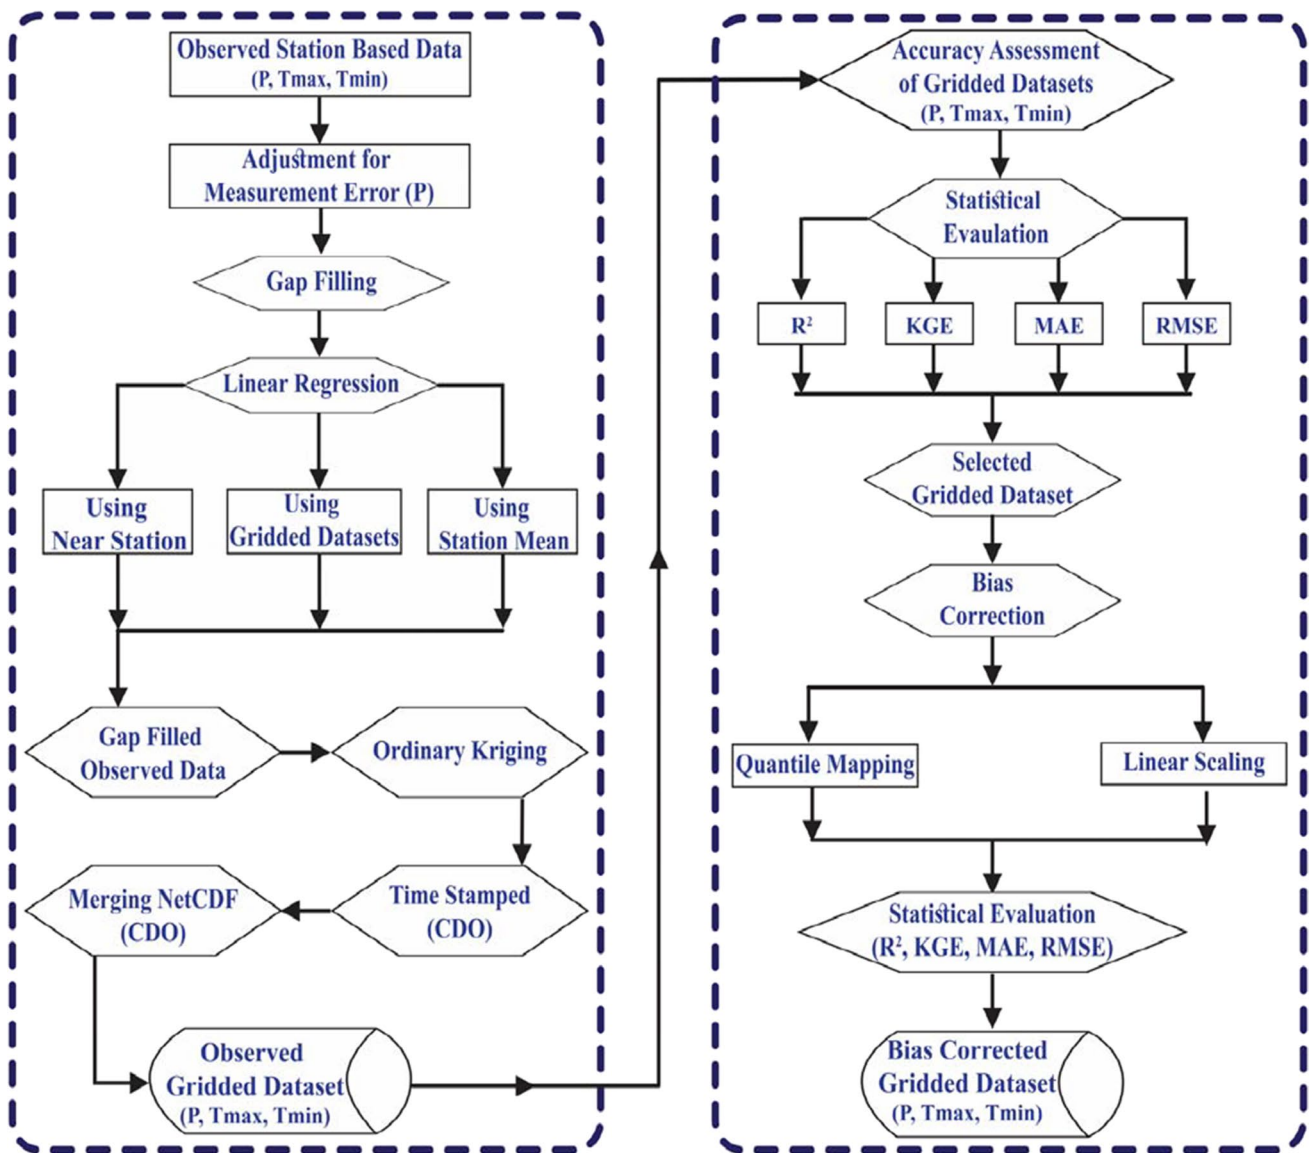 Observed Station Based Data
(P, Tmax, Tmin)
Adjustment for
Measurement Error (P)
Gap Filling
Linear Regression
Using
Near Station
Using
Gridded Datasets
Using
Station Mean
Gap Filled
Observed Data
Ordinary Kriging
Time Stamped
(CDO)
Merging NetCDF
(CDO)
Observed
Gridded Dataset
(P, Tmax, Tmin)
Accuracy Assessment
of Gridded Datasets
(P, Tmax, Tmin)
Statistical
Evaulation
R²
KGE
MAE
RMSE
Selected
Gridded Dataset
Bias
Correction
Quantile Mapping
Linear Scaling
Statistical Evaluation
(R², KGE, MAE, RMSE)
Bias Corrected
Gridded Dataset
(P, Tmax, Tmin)